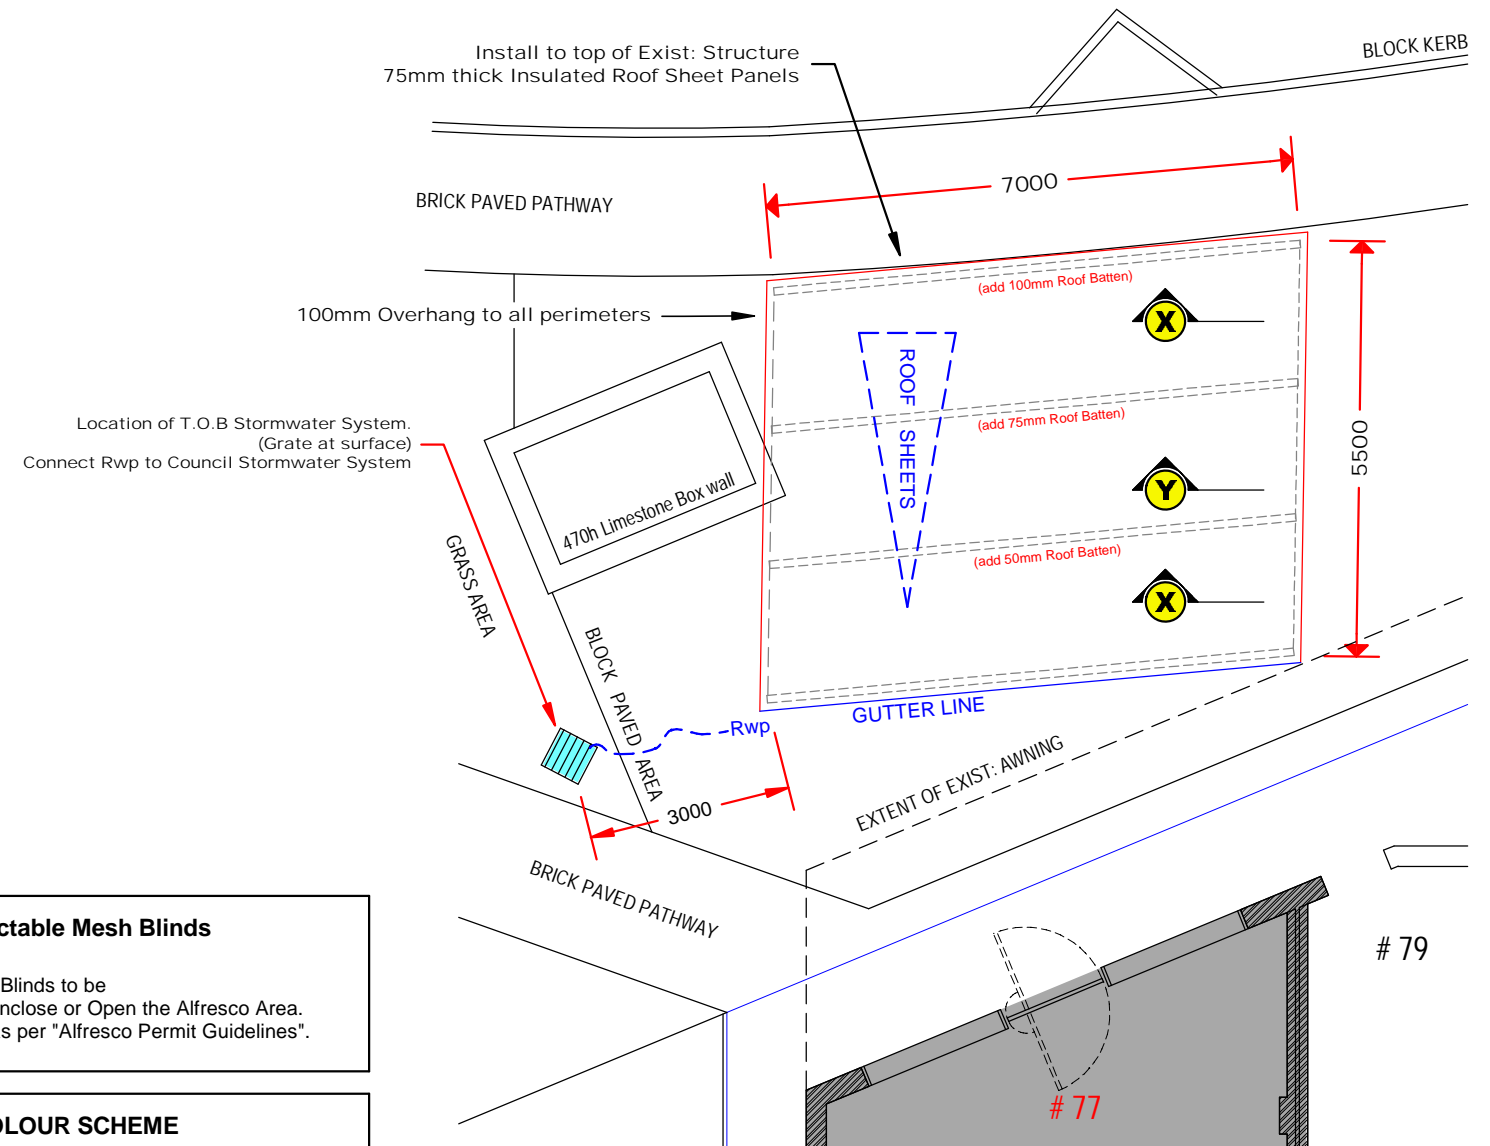 Install to top of Exist: Structure
75mm thick Insulated Roof Sheet Panels
BLOCK KERB
7000
BRICK PAVED PATHWAY
(add 100mm Roof Batten)
100mm Overhang to all perimeters
X
ROOF SHEETS
(add 75mm Roof Batten)
5500
Location of T.O.B Stormwater System.
(Grate at surface)
Connect Rwp to Council Stormwater System
470h Limestone Box wall
Y
GRASS AREA
(add 50mm Roof Batten)
X
BLOCK PAVED AREA
GUTTER LINE
Rwp
3000
EXTENT OF EXIST: AWNING
BRICK PAVED PATHWAY
# 79
# 77
ctable Mesh Blinds
Blinds to be
nclose or Open the Alfresco Area.
s per "Alfresco Permit Guidelines".
OLOUR SCHEME